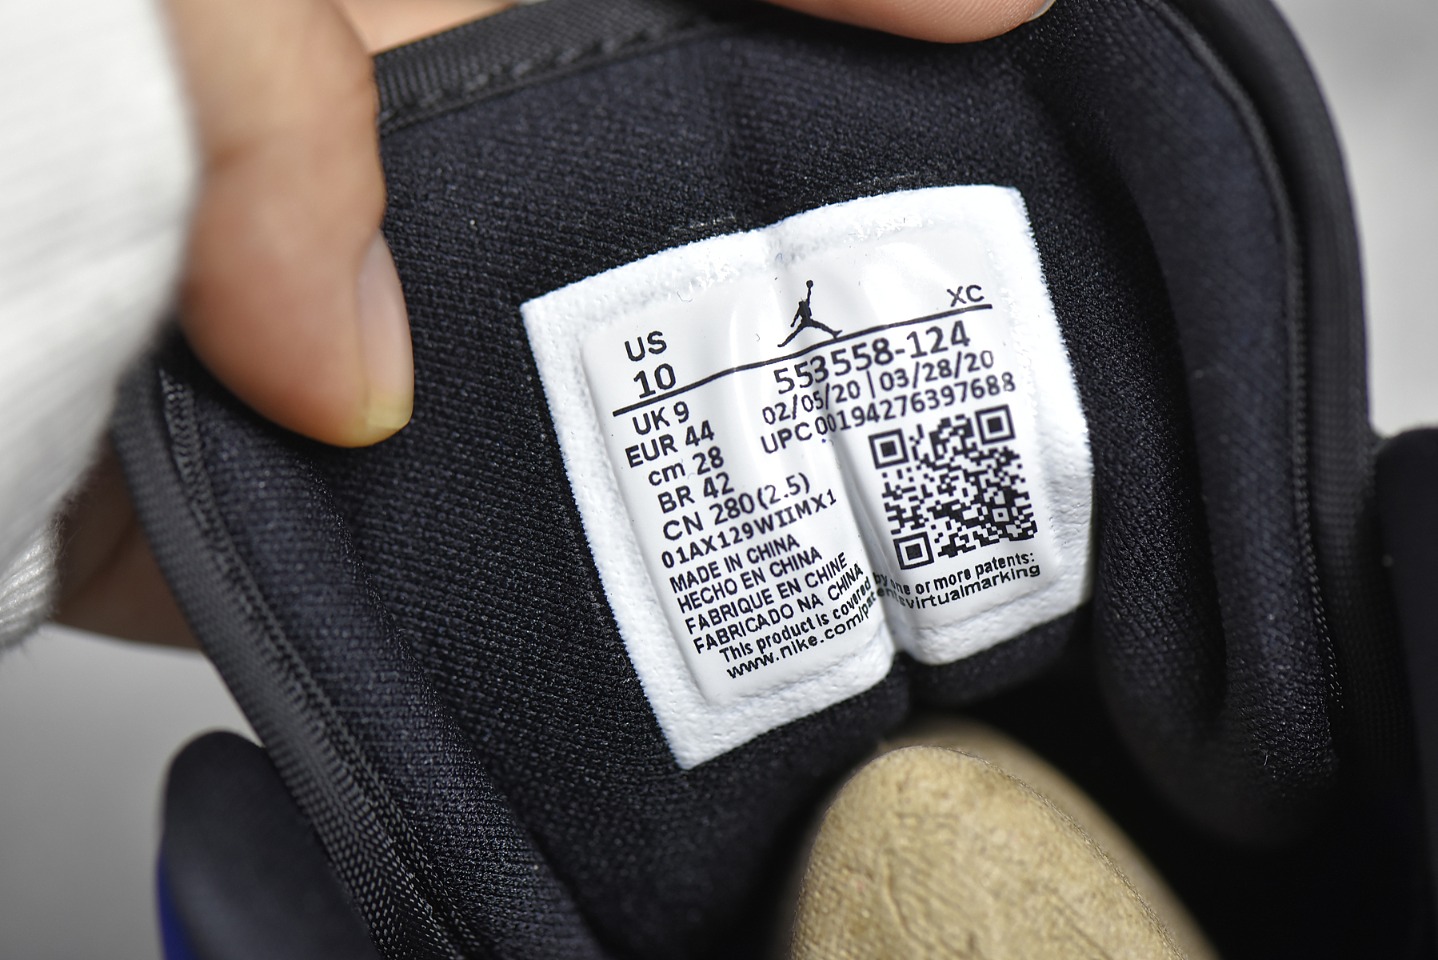 XC
US
10
553558-124
02/05/20 | 03/28/20
UPC 00194276397688
UK 9
EUR 44
cm 28
BR 42
CN 280(2.5)
01AX129WIIMX1
MADE IN CHINA
HECHO EN CHINA
FABRIQUE EN CHINE
FABRICADO NA CHINA
This product is covered by one or more patents:
www.nike.com/patentsvirtualmarking